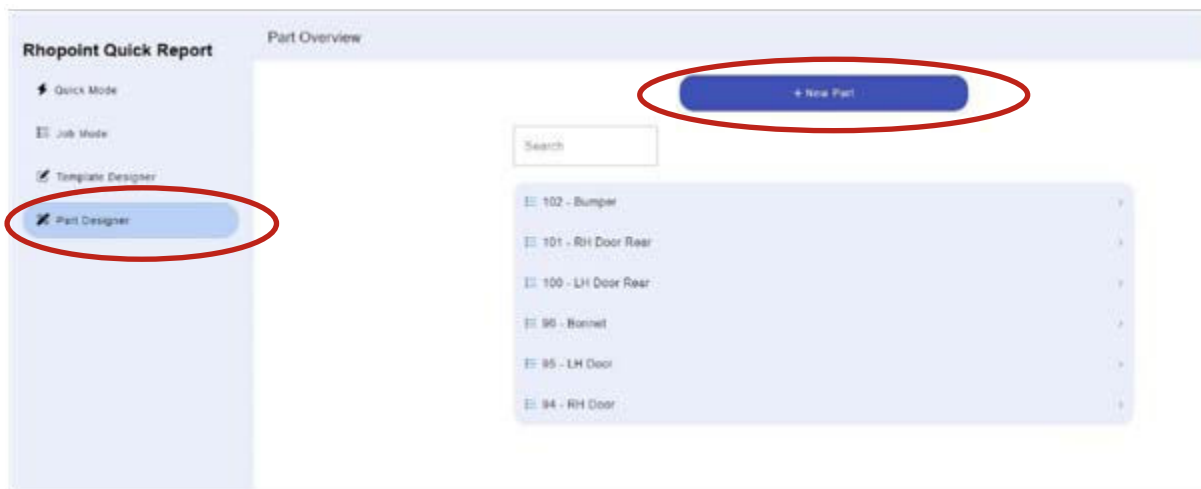 Rhopoint Quick Report
Quick Mode
Job Mode
Template Designer
Part Designer
Part Overview
+ New Part
Search
102 - Bumper
101 - RH Door Rear
100 - LH Door Rear
96 - Bonnet
95 - LH Door
94 - RH Door